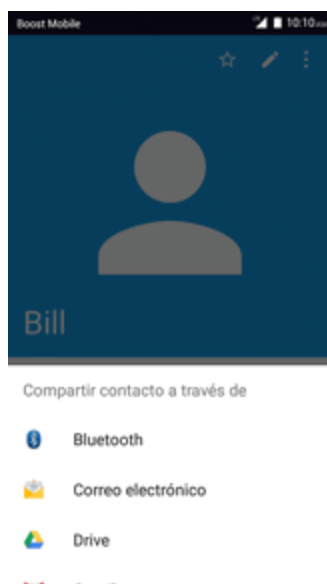 Boost Mobile
10:10
Bill
Compartir contacto a través de
Bluetooth
Correo electrónico
Drive